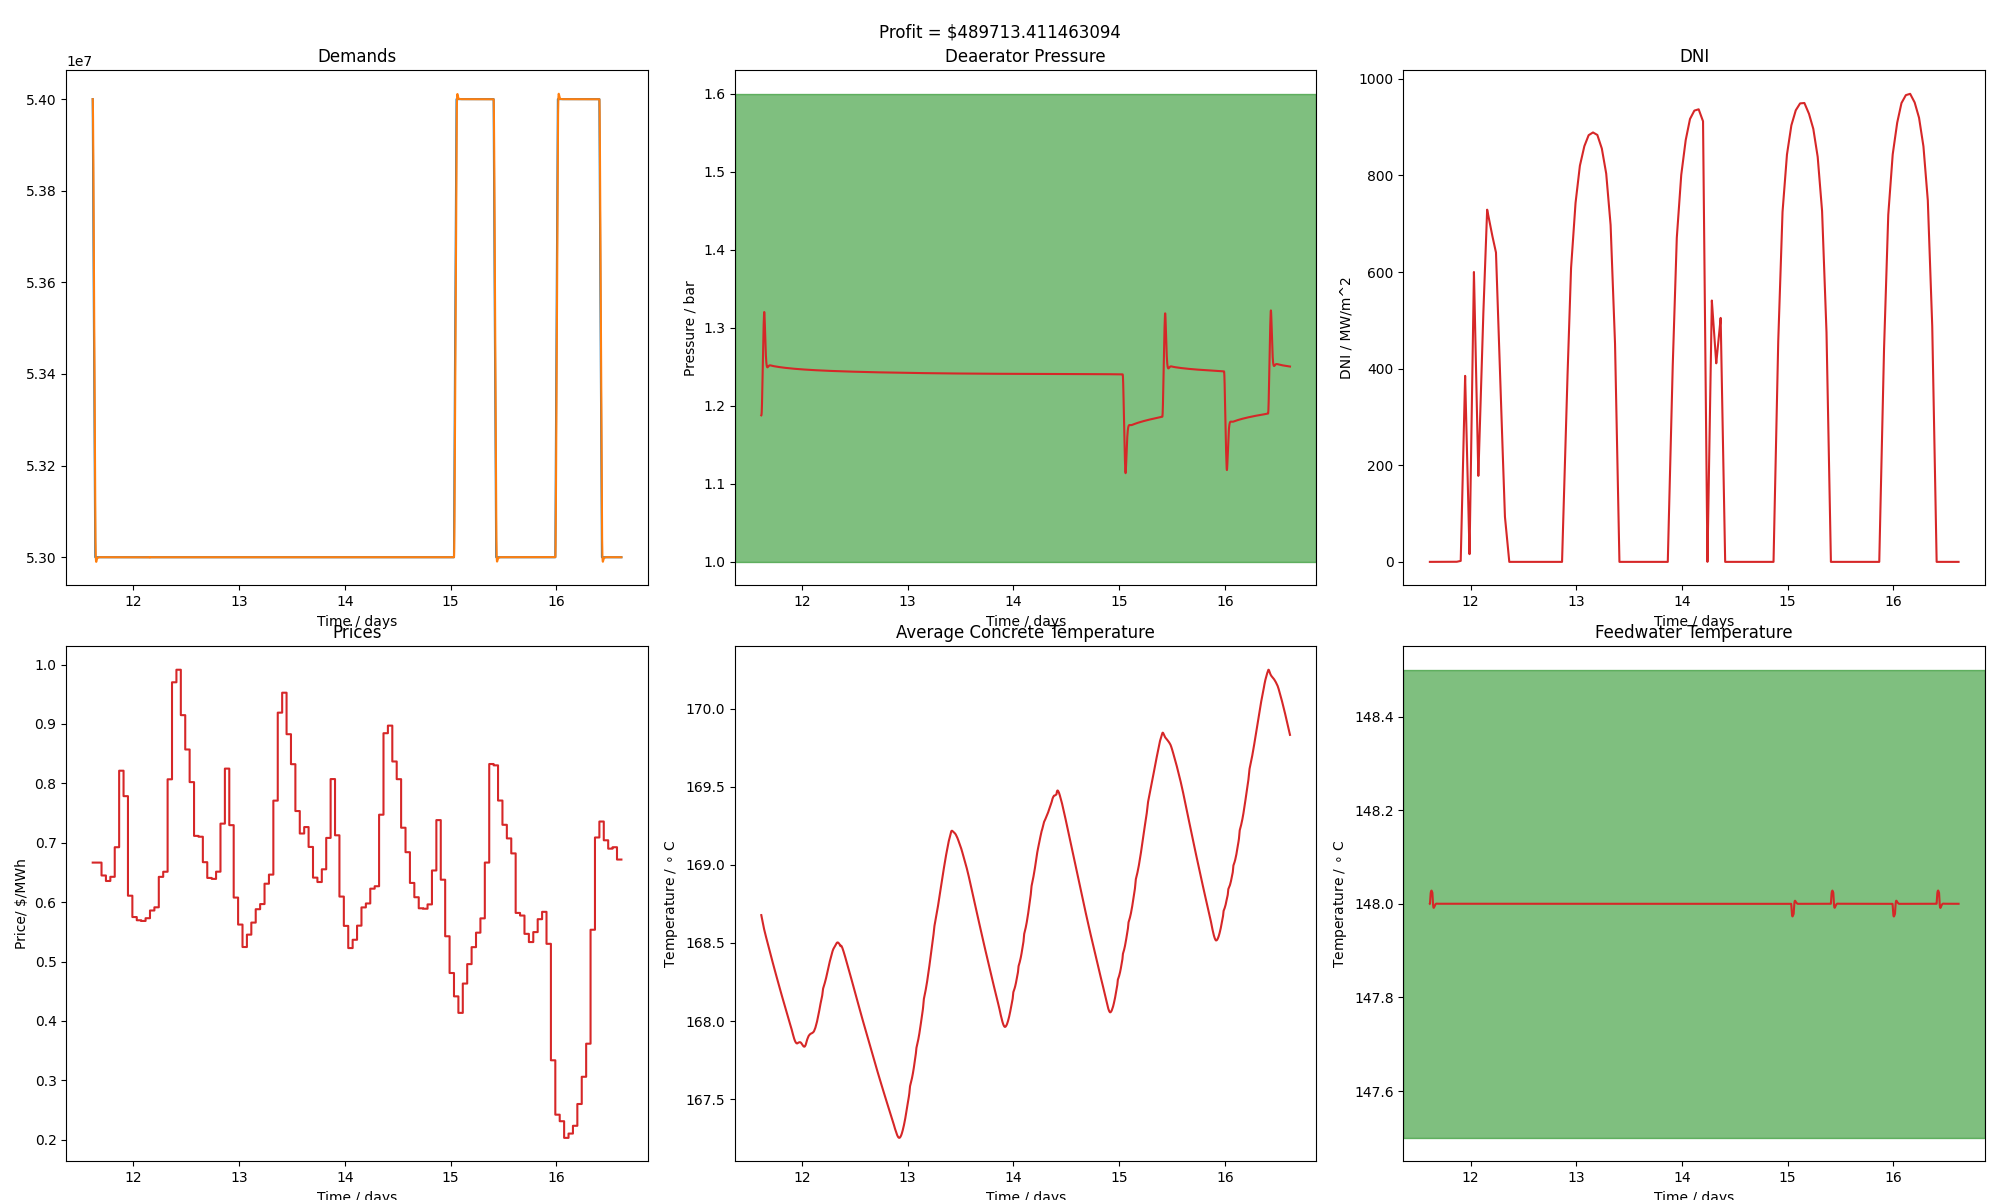 Profit = $489713.411463094
Demands
1e7
5.40
5.38
5.36
5.34
5.32
5.30
12 13 14 15 16
Time / days
Deaerator Pressure
Pressure / bar
1.6
1.5
1.4
1.3
1.2
1.1
1.0
12 13 14 15 16
Time / days
DNI
DNI / MW/m^2
1000
800
600
400
200
0
12 13 14 15 16
Time / days
Prices
Price/ $/MWh
1.0
0.9
0.8
0.7
0.6
0.5
0.4
0.3
0.2
12 13 14 15 16
Time / days
Average Concrete Temperature
Temperature / ∘ C
170.0
169.5
169.0
168.5
168.0
167.5
12 13 14 15 16
Time / days
Feedwater Temperature
Temperature / ∘ C
148.4
148.2
148.0
147.8
147.6
12 13 14 15 16
Time / days